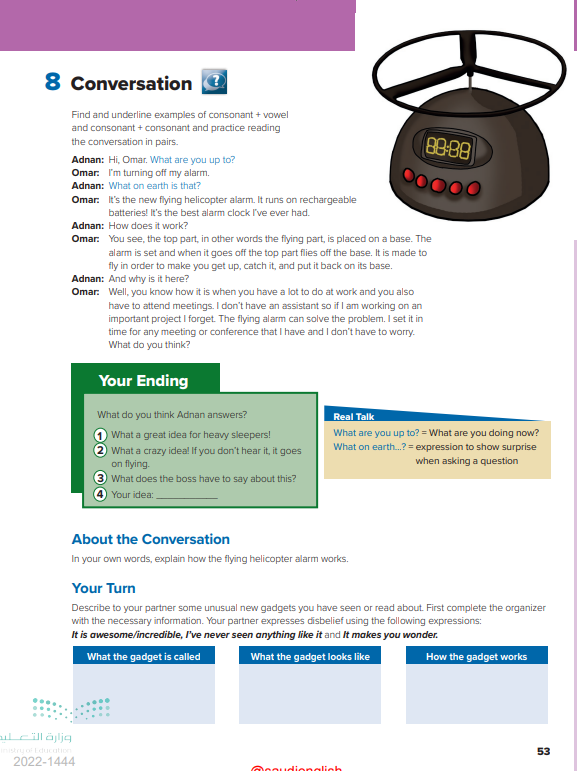 8 Conversation
Find and underline examples of consonant + vowel
and consonant + consonant and practice reading
the conversation in pairs.
Adnan: Hi, Omar. What are you up to?
Omar: I'm turning off my alarm.
Adnan: What on earth is that?
Omar: It's the new flying helicopter alarm. It runs on rechargeable
batteries! It's the best alarm clock I've ever had.
Adnan: How does it work?
Omar: You see, the top part, in other words the flying part, is placed on a base. The
alarm is set and when it goes off the top part flies off the base. It is made to
fly in order to make you get up, catch it, and put it back on its base.
Adnan: And why is it here?
Omar: Well, you know how it is when you have a lot to do at work and you also
have to attend meetings. I don't have an assistant so if I am working on an
important project I forget. The flying alarm can solve the problem. I set it in
time for any meeting or conference that I have and I don't have to worry.
What do you think?
Your Ending
What do you think Adnan answers?
1 What a great idea for heavy sleepers!
2 What a crazy idea! If you don't hear it, it goes
on flying.
3 What does the boss have to say about this?
4 Your idea: ____________
Real Talk
What are you up to? = What are you doing now?
What on earth...? = expression to show surprise
when asking a question
About the Conversation
In your own words, explain how the flying helicopter alarm works.
Your Turn
Describe to your partner some unusual new gadgets you have seen or read about. First complete the organizer
with the necessary information. Your partner expresses disbelief using the following expressions:
It is awesome/incredible, I've never seen anything like it and It makes you wonder.
What the gadget is called
What the gadget looks like
How the gadget works
Ministry of Education
2022-1444
53
@saudienglish